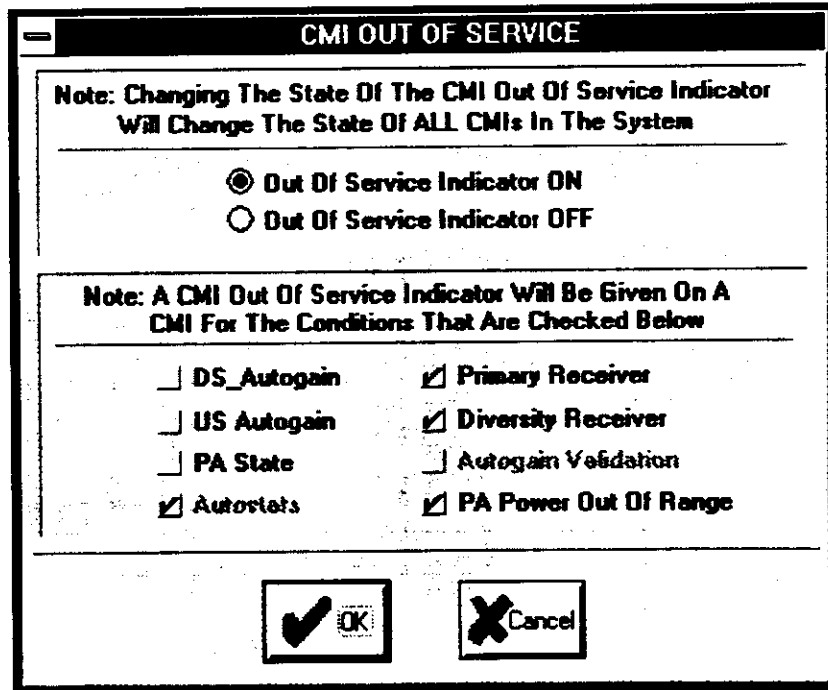 CMI OUT OF SERVICE
Note: Changing The State Of The CMI Out Of Service Indicator
Will Change The State Of ALL CMIs In The System
Out Of Service Indicator ON
Out Of Service Indicator OFF
Note: A CMI Out Of Service Indicator Will Be Given On A
CMI For The Conditions That Are Checked Below
DS_Autogain
Primary Receiver
US Autogain
Diversity Receiver
PA State
Autogain Validation
Autostats
PA Power Out Of Range
OK
Cancel